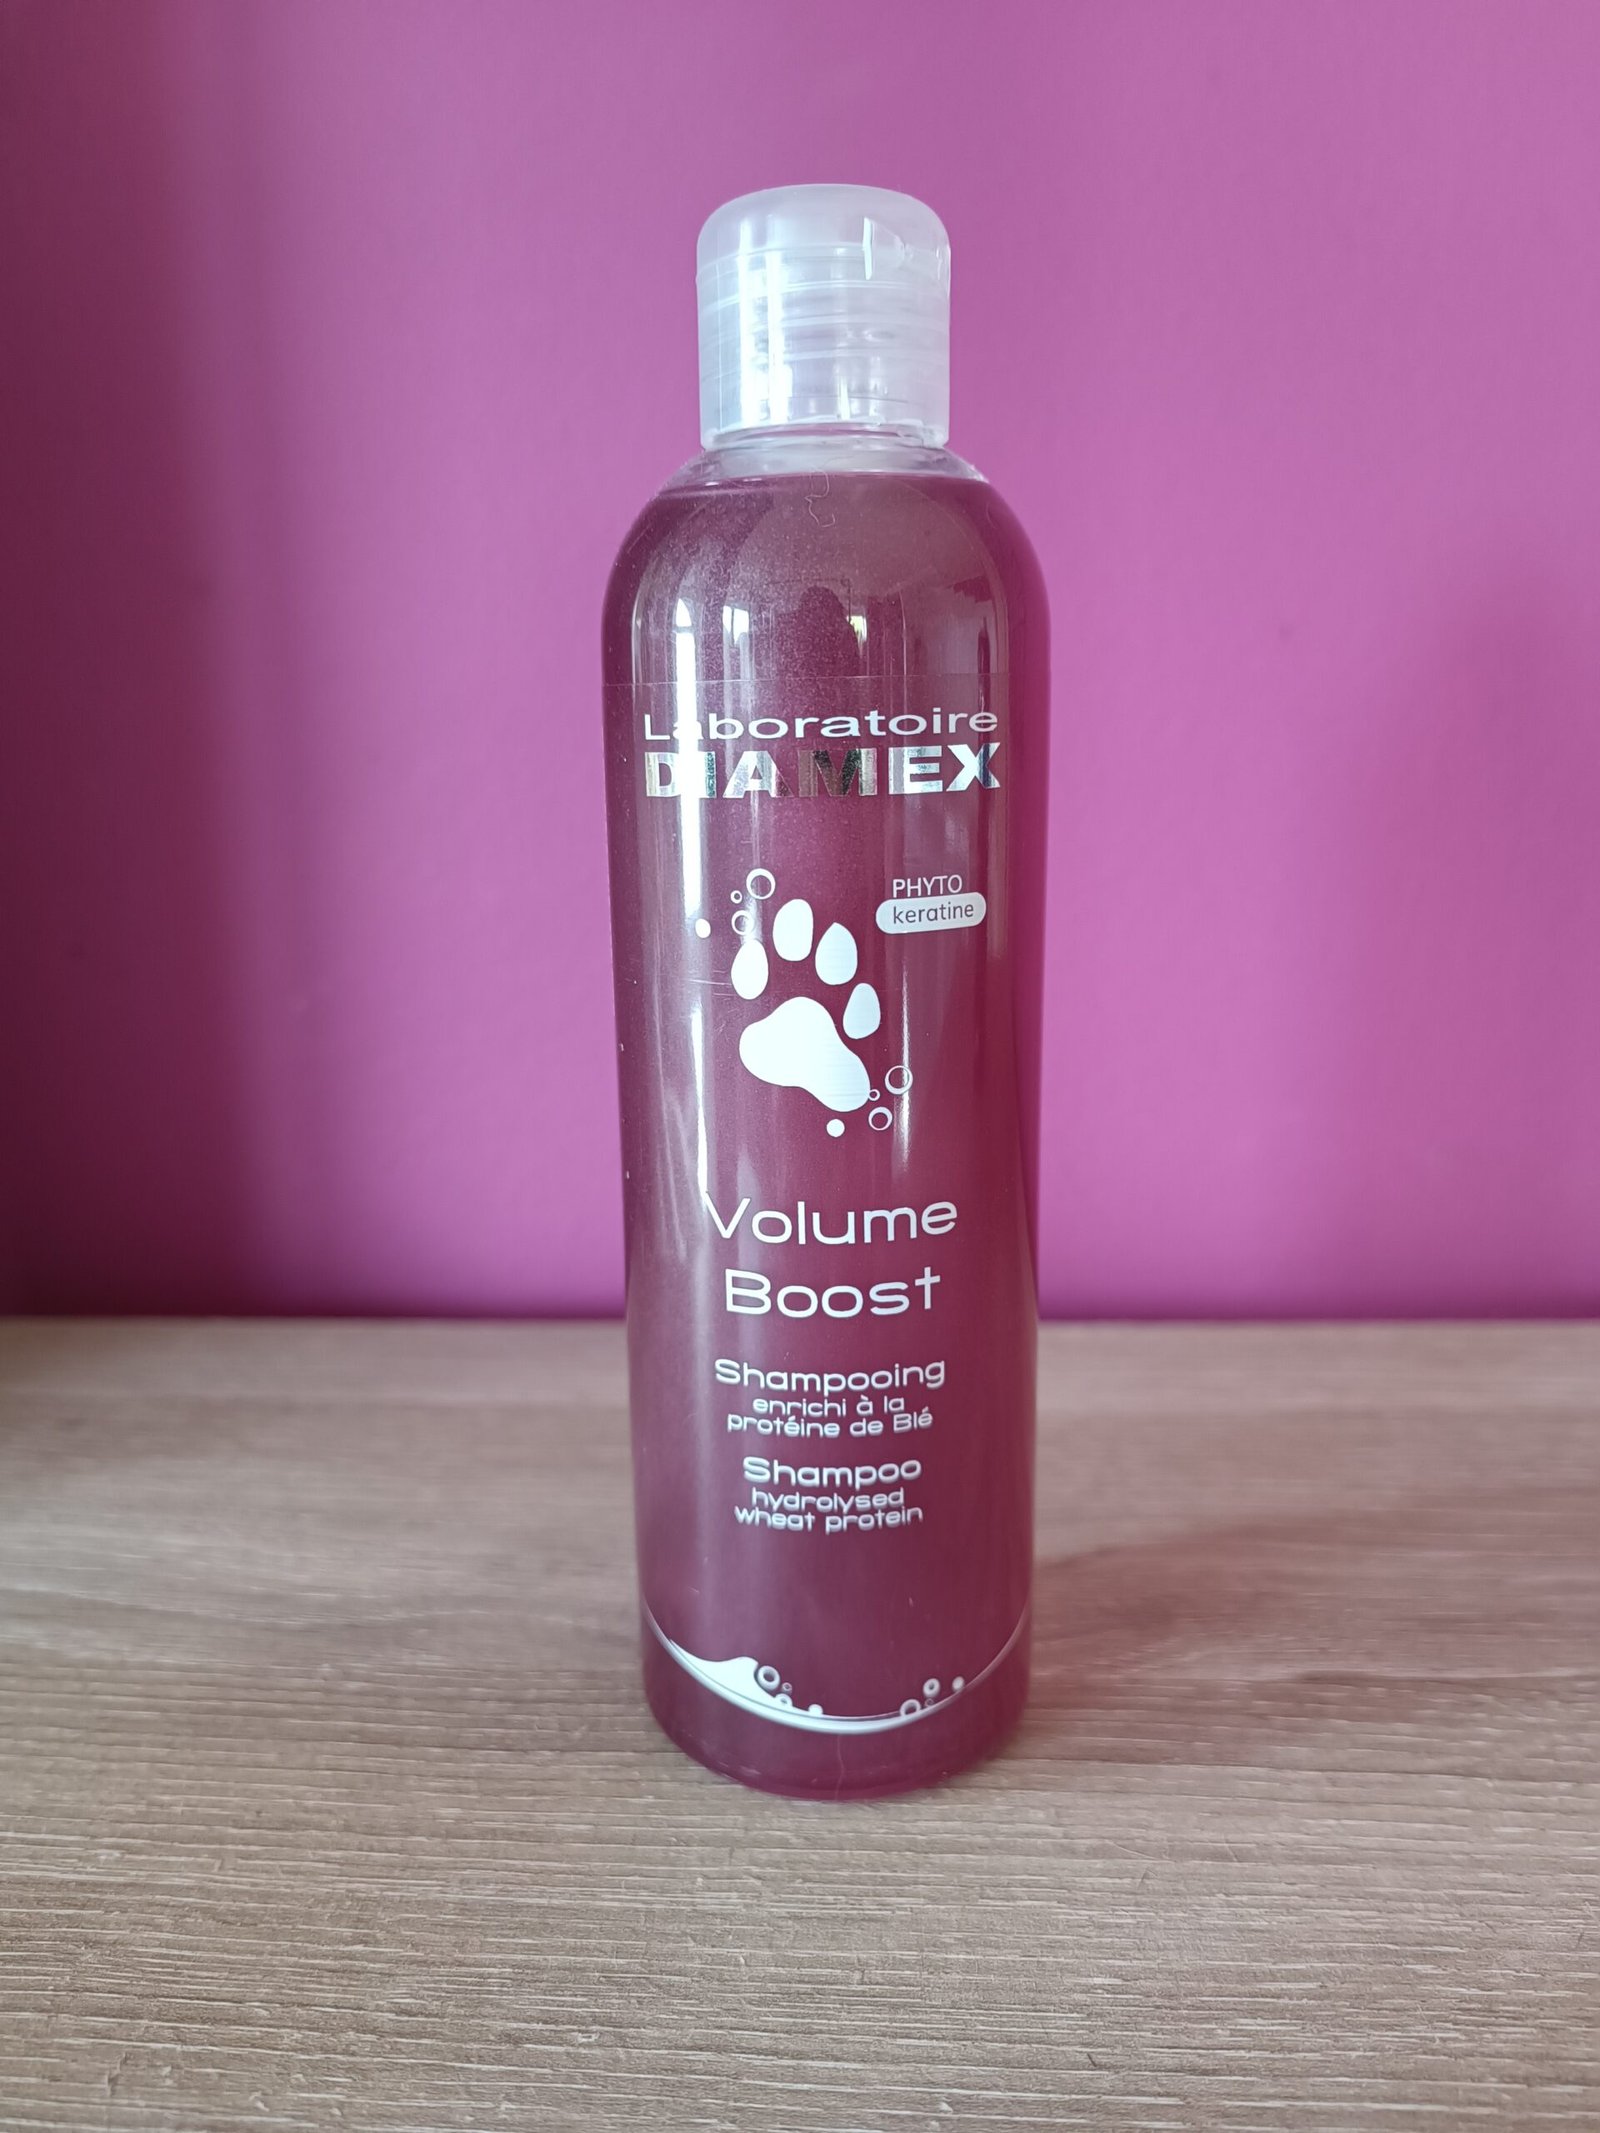 Laboratoire
DIAMEX
PHYTO
keratine
Volume
Boost
Shampooing
enrichi à la
protéine de Blé
Shampoo
hydrolysed
wheat protein